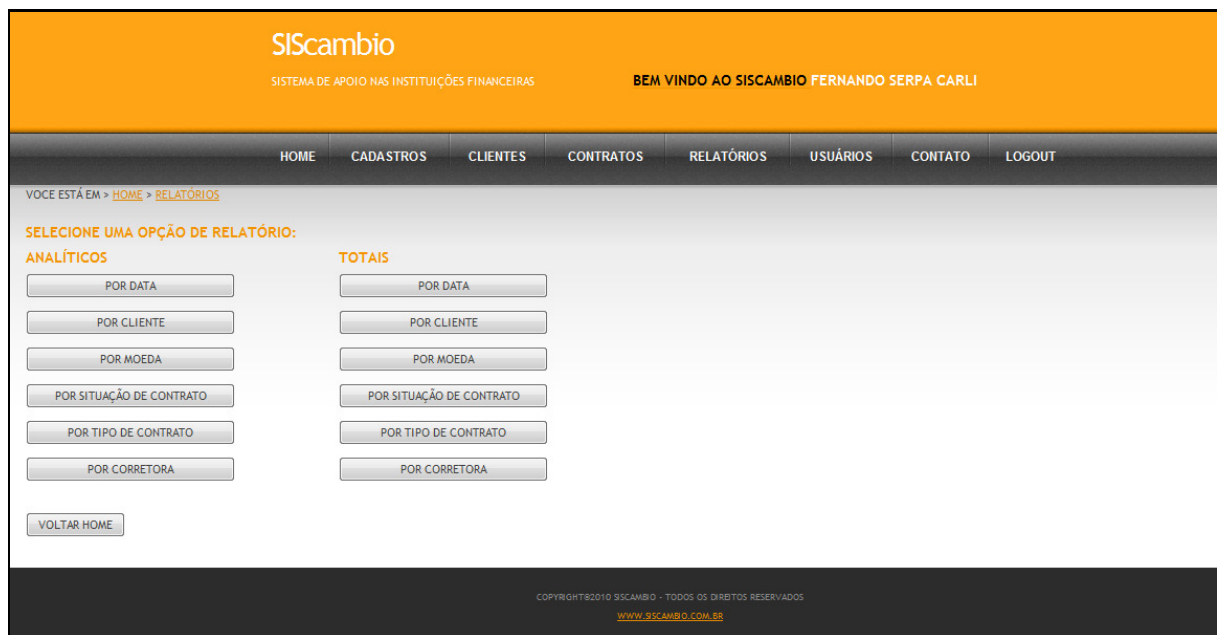 SIScambio
SISTEMA DE APOIO NAS INSTITUIÇÕES FINANCEIRAS
BEM VINDO AO SISCAMBIO FERNANDO SERPA CARLI
HOME CADASTROS CLIENTES CONTRATOS RELATÓRIOS USUÁRIOS CONTATO LOGOUT
VOCE ESTÁ EM > HOME > RELATÓRIOS
SELECIONE UMA OPÇÃO DE RELATÓRIO:
ANALÍTICOS
POR DATA
POR CLIENTE
POR MOEDA
POR SITUAÇÃO DE CONTRATO
POR TIPO DE CONTRATO
POR CORRETORA
TOTAIS
POR DATA
POR CLIENTE
POR MOEDA
POR SITUAÇÃO DE CONTRATO
POR TIPO DE CONTRATO
POR CORRETORA
VOLTAR HOME
COPYRIGHT®2010 SISCAMBIO - TODOS OS DIREITOS RESERVADOS
WWW.SISCAMBIO.COM.BR